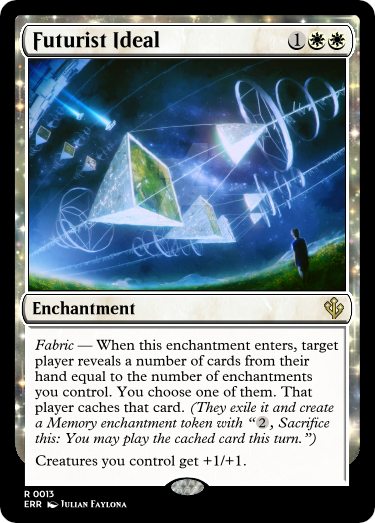 Futurist Ideal 1
Enchantment
Fabric — When this enchantment enters, target
player reveals a number of cards from their
hand equal to the number of enchantments
you control. You choose one of them. That
player caches that card. (They exile it and create
a Memory enchantment token with “2, Sacrifice
this: You may play the cached card this turn.”)
Creatures you control get +1/+1.
R 0013
ERR Julian Faylona